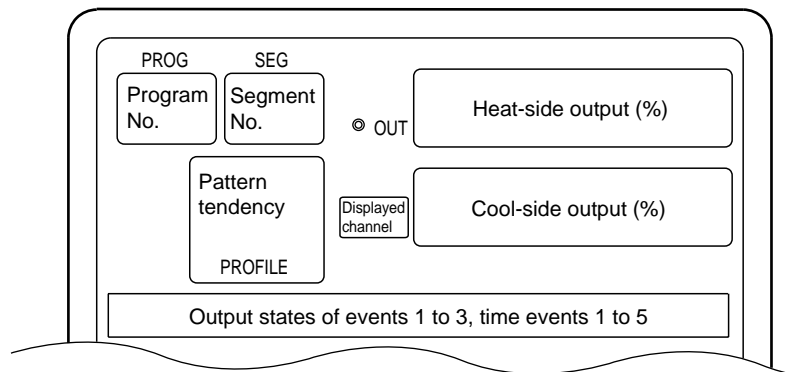 PROG SEG
Program
No.
Segment
No.
OUT
Heat-side output (%)
Pattern
tendency
PROFILE
Displayed
channel
Cool-side output (%)
Output states of events 1 to 3, time events 1 to 5